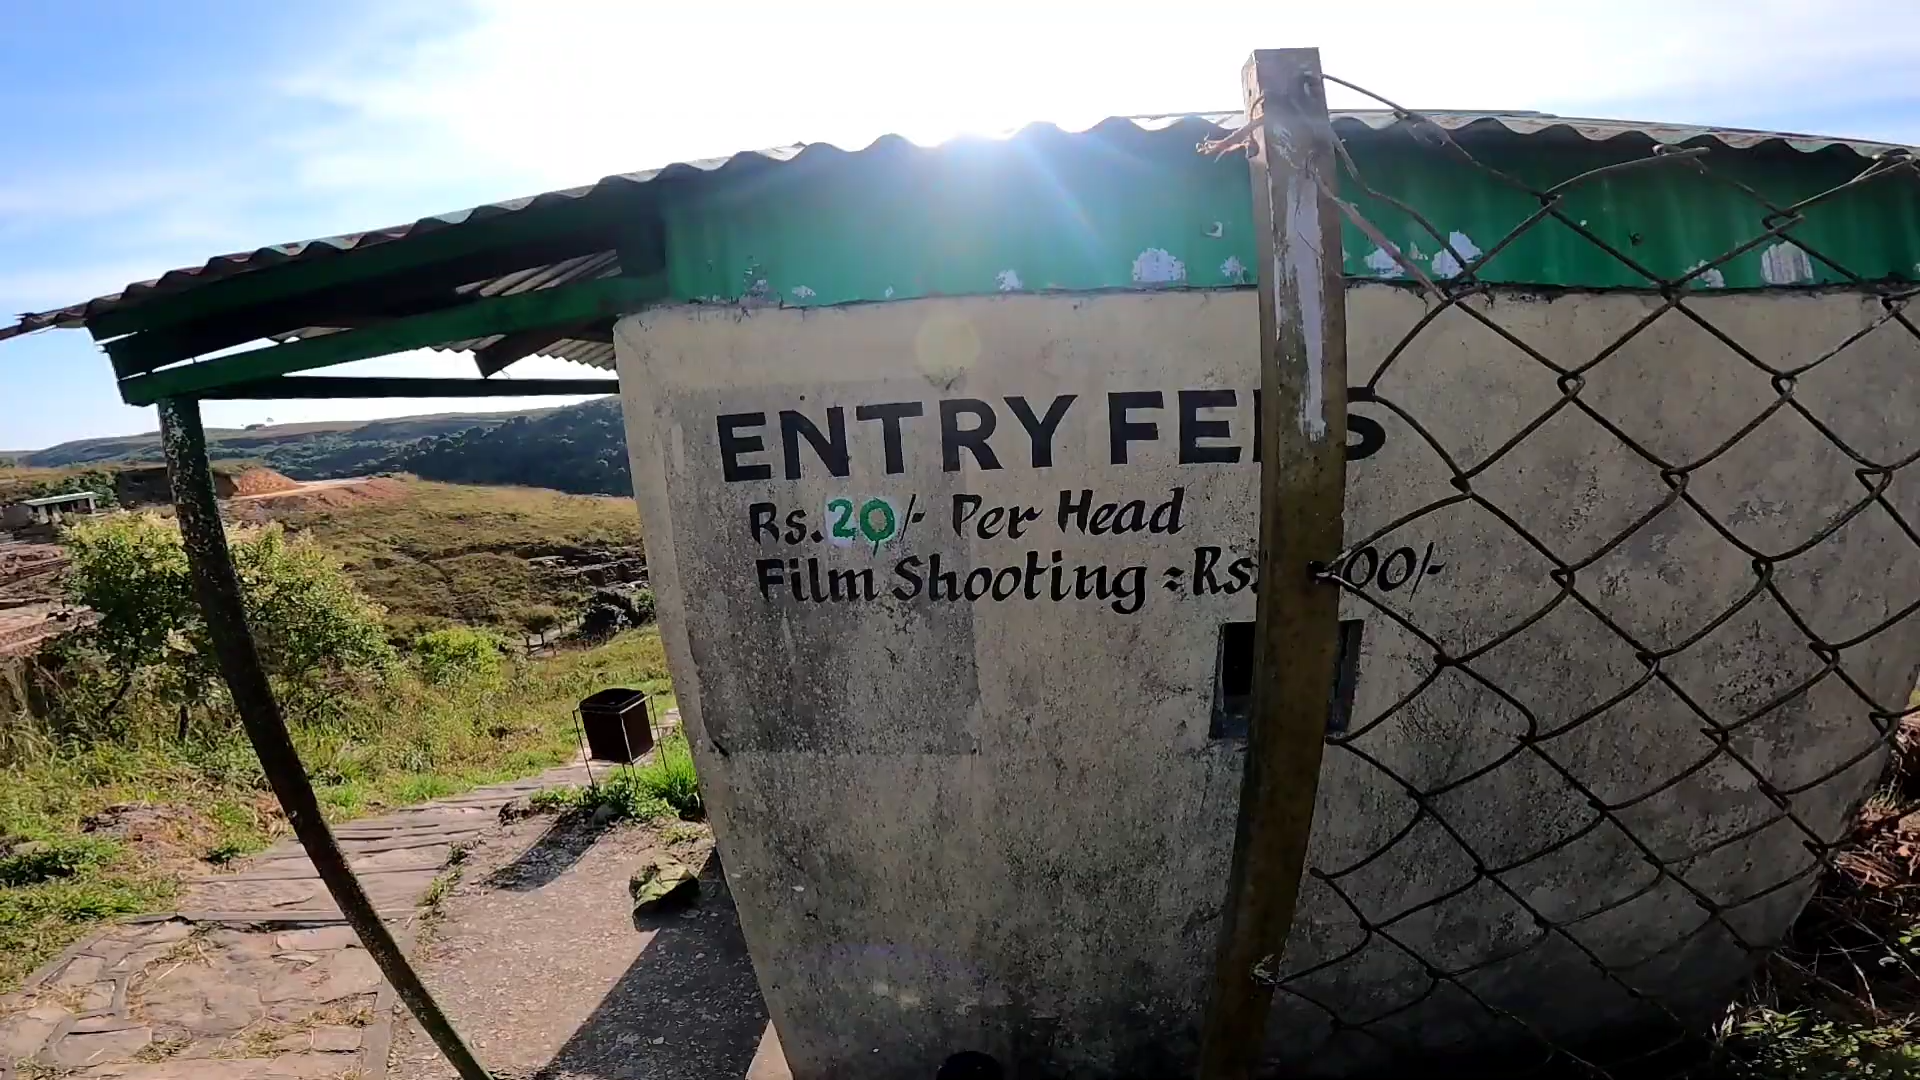 ENTRY FEES
Rs.20/- Per Head
Film Shooting :Rs.